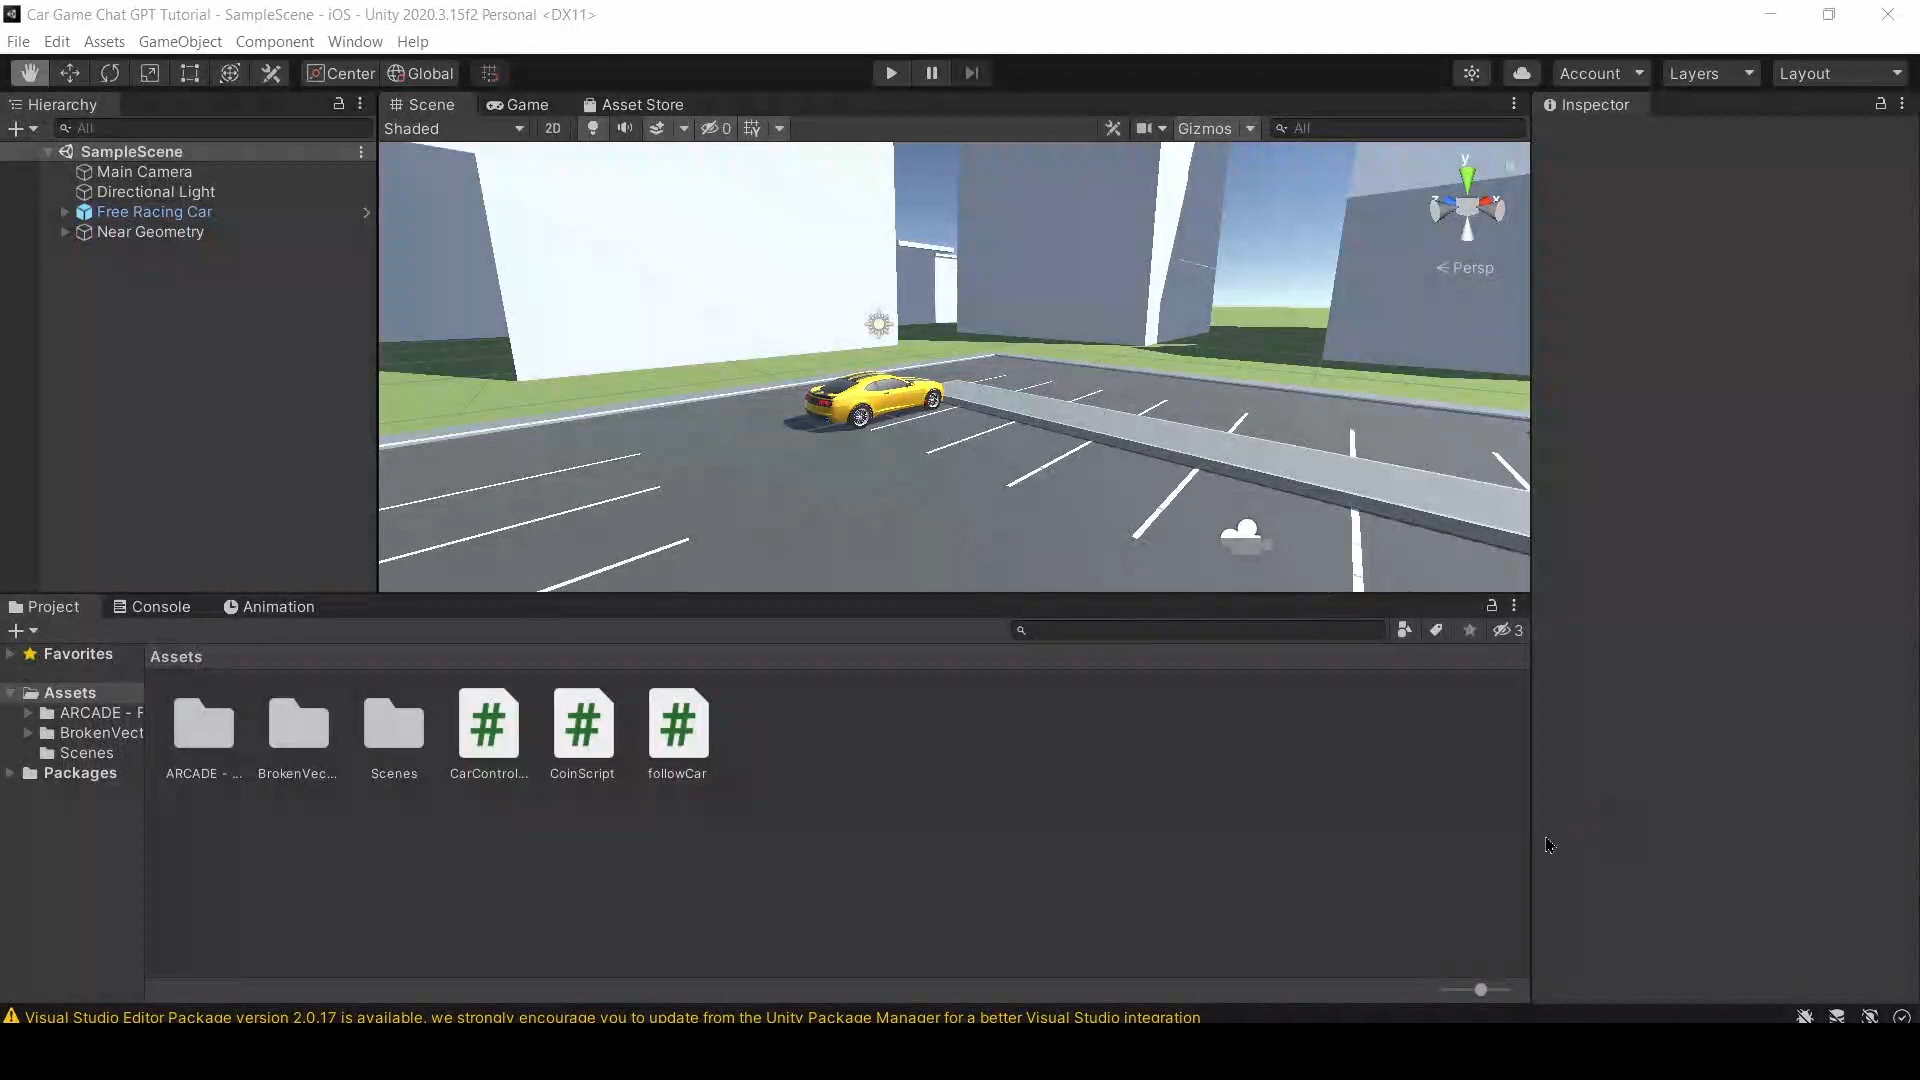 Car Game Chat GPT Tutorial - SampleScene - iOS - Unity 2020.3.15f2 Personal <DX11>
File Edit Assets GameObject Component Window Help
Center Global Account Layers Layout
Hierarchy
All
SampleScene
Main Camera
Directional Light
Free Racing Car
Near Geometry
Scene Game Asset Store
Shaded 2D 0 Gizmos All
y
z x
Persp
Inspector
Project Console Animation
3
Favorites
Assets
ARCADE - F
BrokenVect
Scenes
Packages
Assets
ARCADE - ... BrokenVec... Scenes CarControl... CoinScript followCar
Visual Studio Editor Package version 2.0.17 is available, we strongly encourage you to update from the Unity Package Manager for a better Visual Studio integration